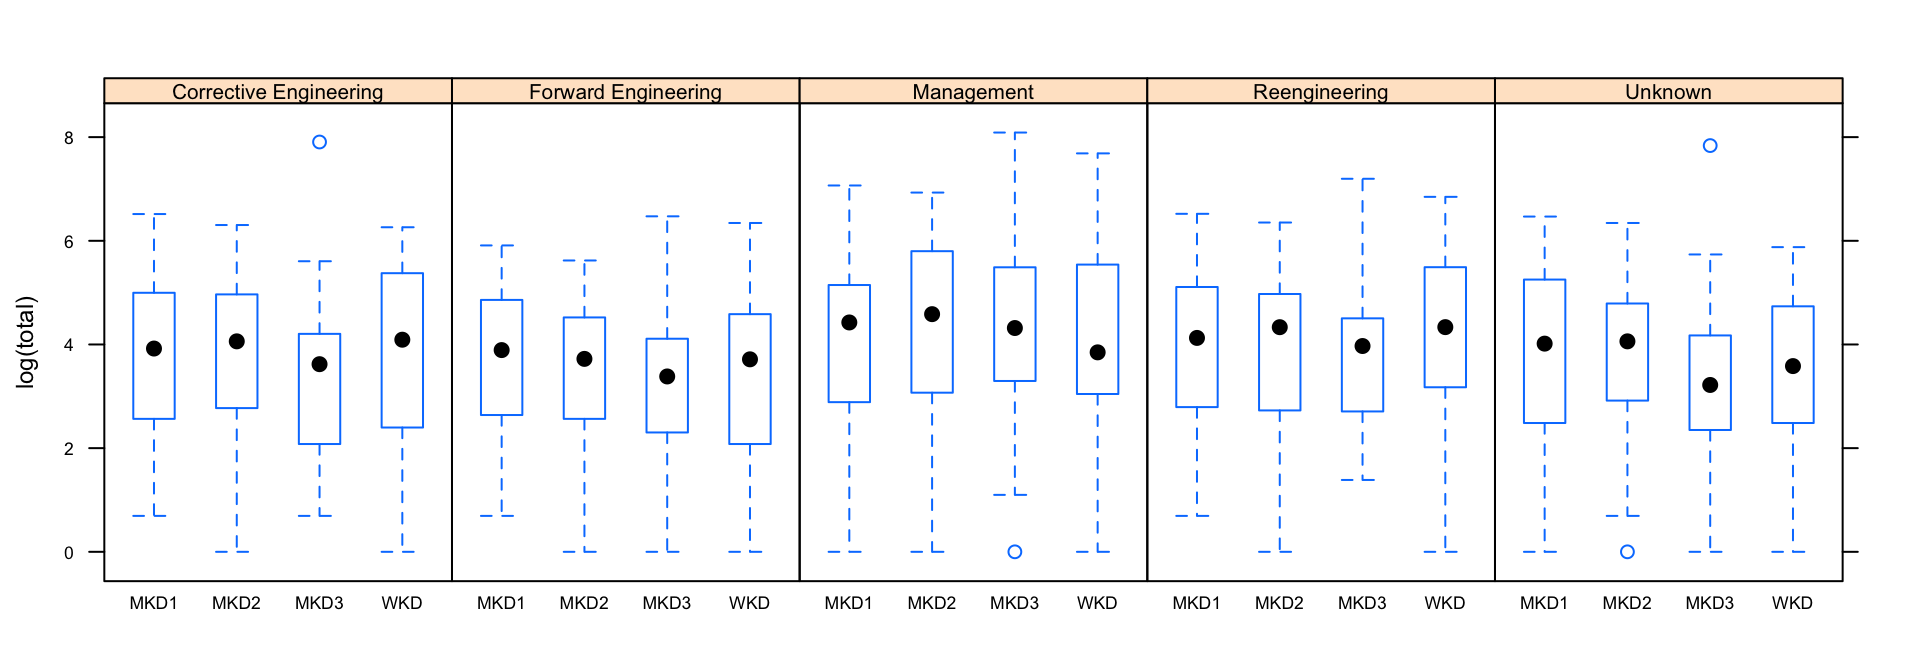 Corrective Engineering Forward Engineering Management Reengineering Unknown
8
6
4
2
0
log(total)
MKD1 MKD2 MKD3 WKD MKD1 MKD2 MKD3 WKD MKD1 MKD2 MKD3 WKD MKD1 MKD2 MKD3 WKD MKD1 MKD2 MKD3 WKD